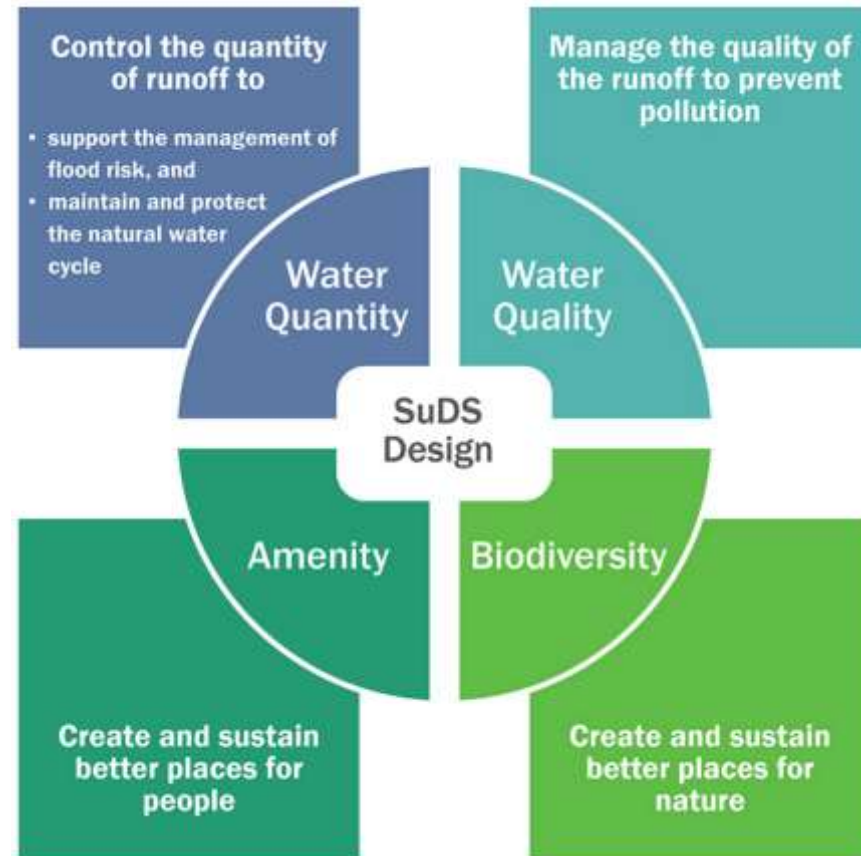 Control the quantity
of runoff to
• support the management of
flood risk, and
• maintain and protect
the natural water
cycle
Water
Quantity
Manage the quality of
the runoff to prevent
pollution
Water
Quality
SuDS
Design
Amenity
Create and sustain
better places for
people
Biodiversity
Create and sustain
better places for
nature